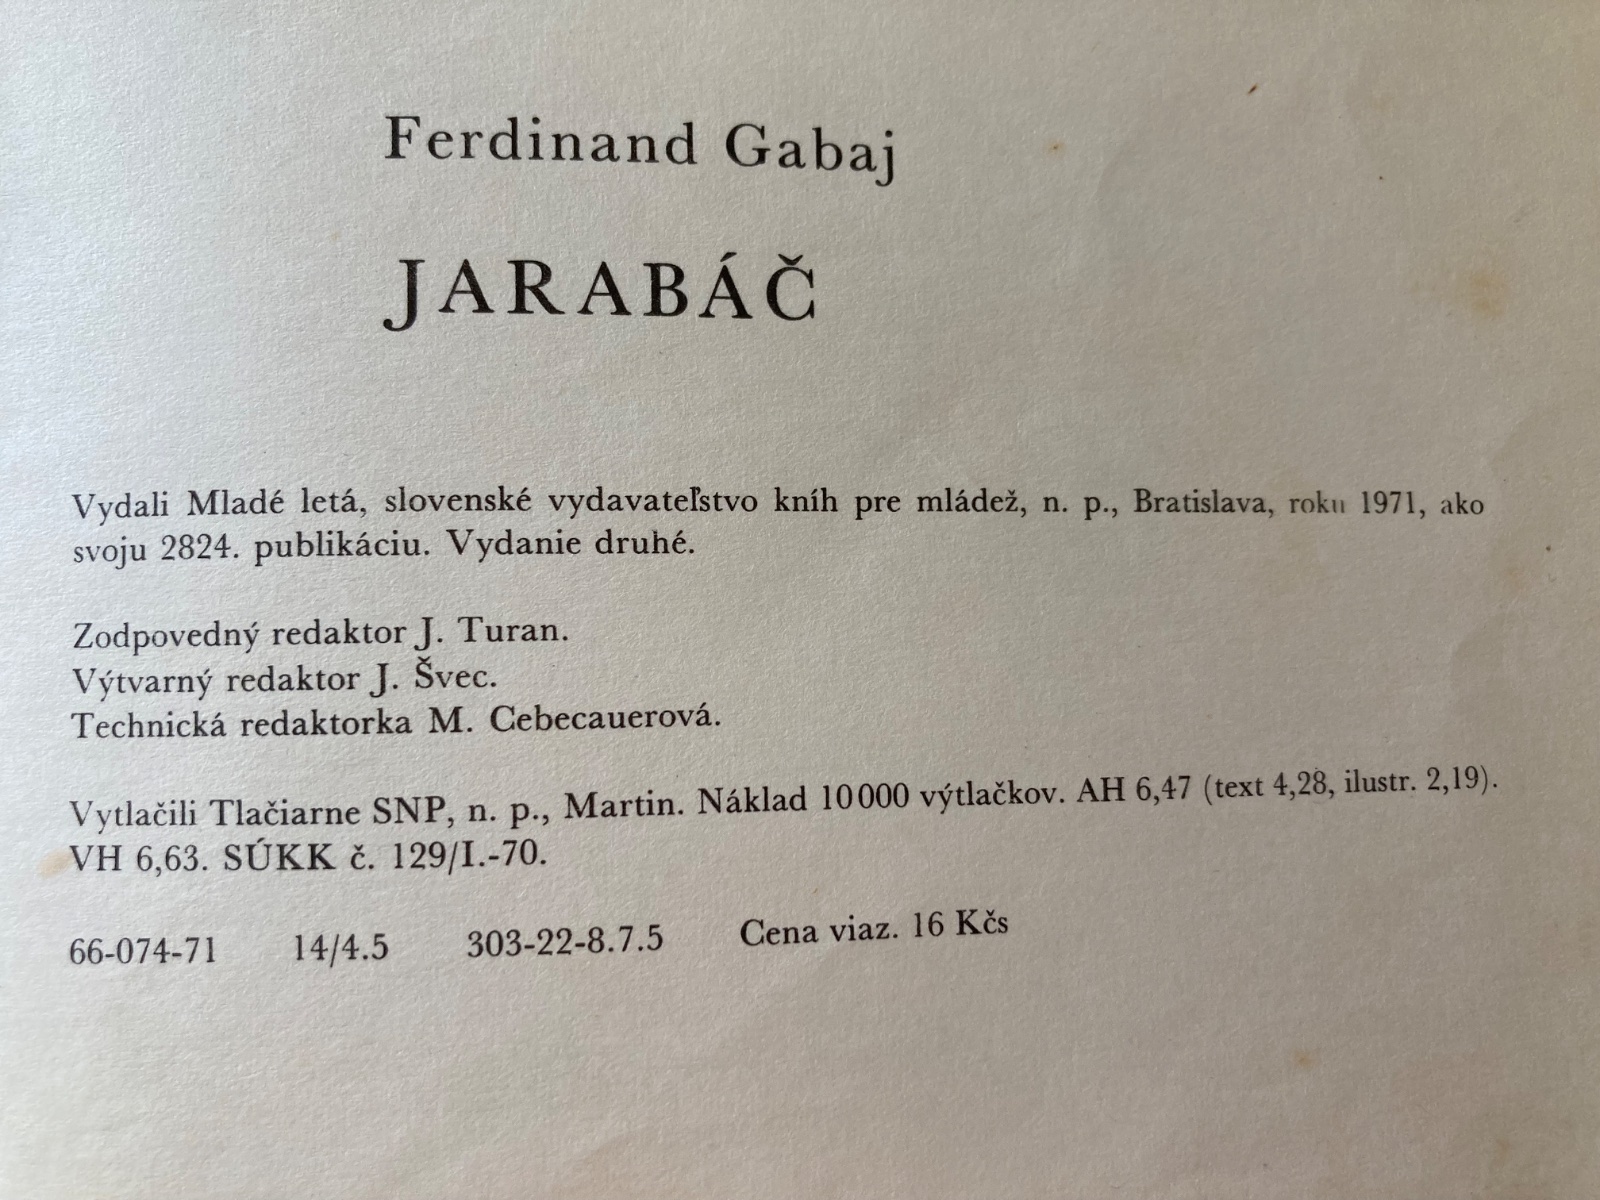 Ferdinand Gabaj
JARABÁČ
Vydali Mladé letá, slovenské vydavateľstvo kníh pre mládež, n. p., Bratislava, roku 1971, ako
svoju 2824. publikáciu. Vydanie druhé.
Zodpovedný redaktor J. Turan.
Výtvarný redaktor J. Švec.
Technická redaktorka M. Cebecauerová.
Vytlačili Tlačiarne SNP, n. p., Martin. Náklad 10000 výtlačkov. AH 6,47 (text 4,28, ilustr. 2,19).
VH 6,63. SÚKK č. 129/I.-70.
66-074-71 14/4.5 303-22-8.7.5 Cena viaz. 16 Kčs